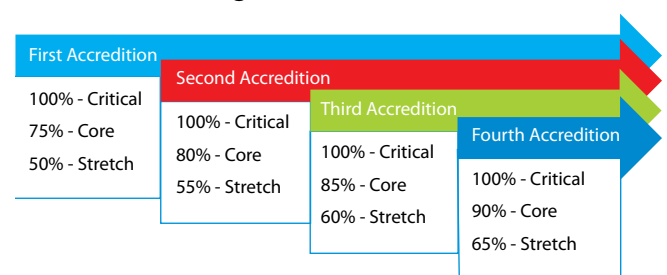 First Accredition
100% - Critical
75% - Core
50% - Stretch
Second Accredition
100% - Critical
80% - Core
55% - Stretch
Third Accredition
100% - Critical
85% - Core
60% - Stretch
Fourth Accredition
100% - Critical
90% - Core
65% - Stretch